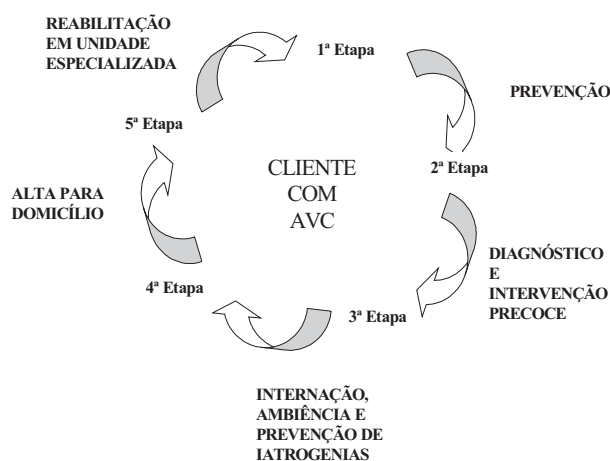 REABILITAÇÃO
EM UNIDADE
ESPECIALIZADA
1ª Etapa
PREVENÇÃO
2ª Etapa
DIAGNÓSTICO
E
INTERVENÇÃO
PRECOCE
3ª Etapa
INTERNAÇÃO,
AMBIÊNCIA E
PREVENÇÃO DE
IATROGENIAS
4ª Etapa
ALTA PARA
DOMICÍLIO
5ª Etapa
CLIENTE
COM
AVC